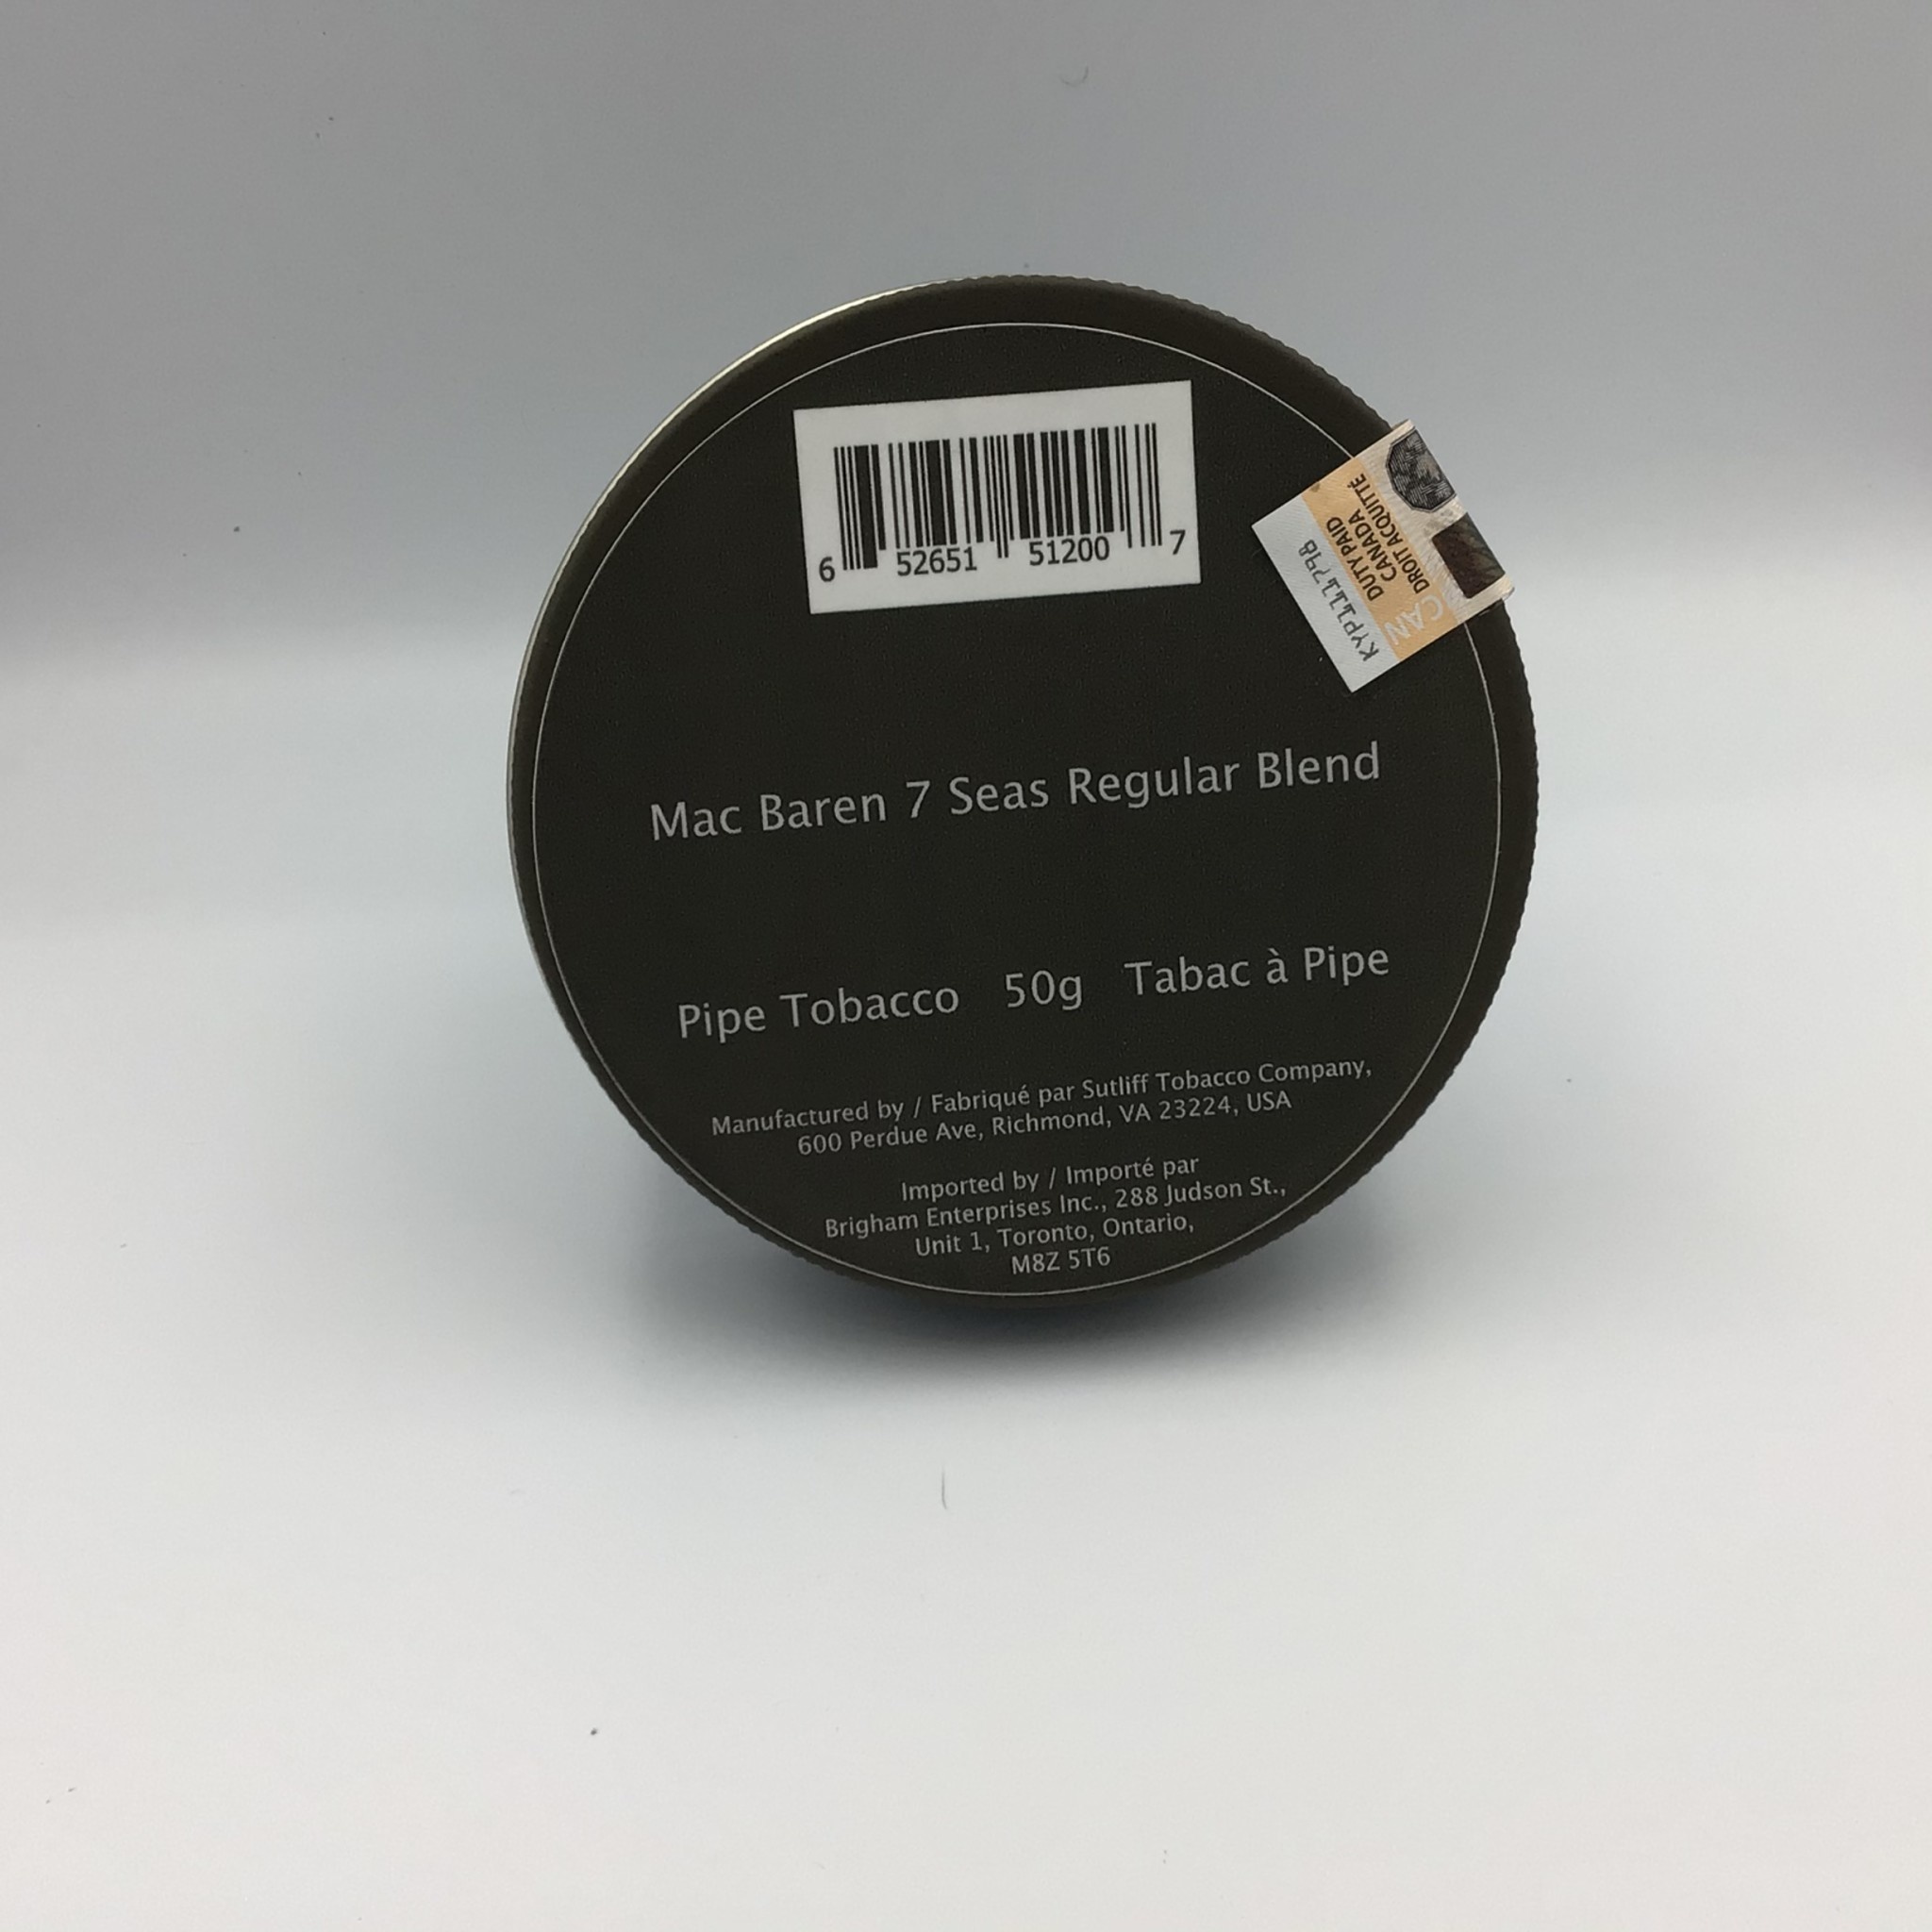 6 52651 51200 7
KYP111798
DUTY PAID
CANADA
DROIT ACQUITTÉ
CAN
Mac Baren 7 Seas Regular Blend
Pipe Tobacco 50g Tabac à Pipe
Manufactured by / Fabriqué par Sutliff Tobacco Company,
600 Perdue Ave, Richmond, VA 23224, USA
Imported by / Importé par
Brigham Enterprises Inc., 288 Judson St.,
Unit 1, Toronto, Ontario,
M8Z 5T6